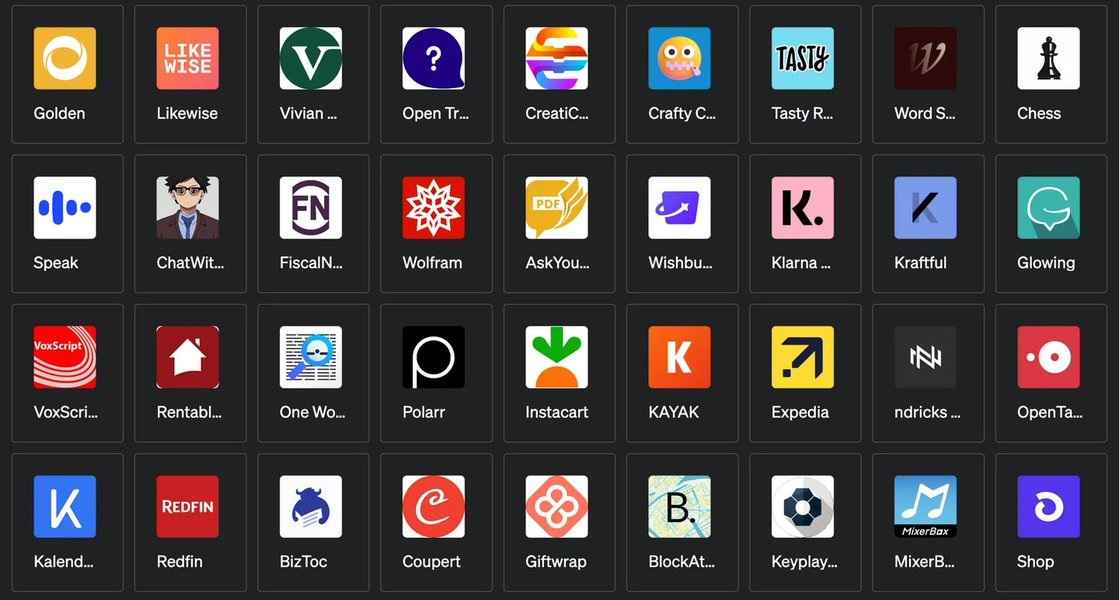 LIKE
WISE
V
?
TASTY
W
Golden
Likewise
Vivian ...
Open Tr...
CreatiC...
Crafty C...
Tasty R...
Word S...
Chess
FN
PDF
K.
K
Speak
ChatWit...
FiscalN...
Wolfram
AskYou...
Wishbu...
Klarna ...
Kraftful
Glowing
VoxScript
K
VoxScri...
Rentabl...
One Wo...
Polarr
Instacart
KAYAK
Expedia
ndricks ...
OpenTa...
K
REDFIN
C
B.
MixerBox
Kalend...
Redfin
BizToc
Coupert
Giftwrap
BlockAt...
Keyplay...
MixerB...
Shop